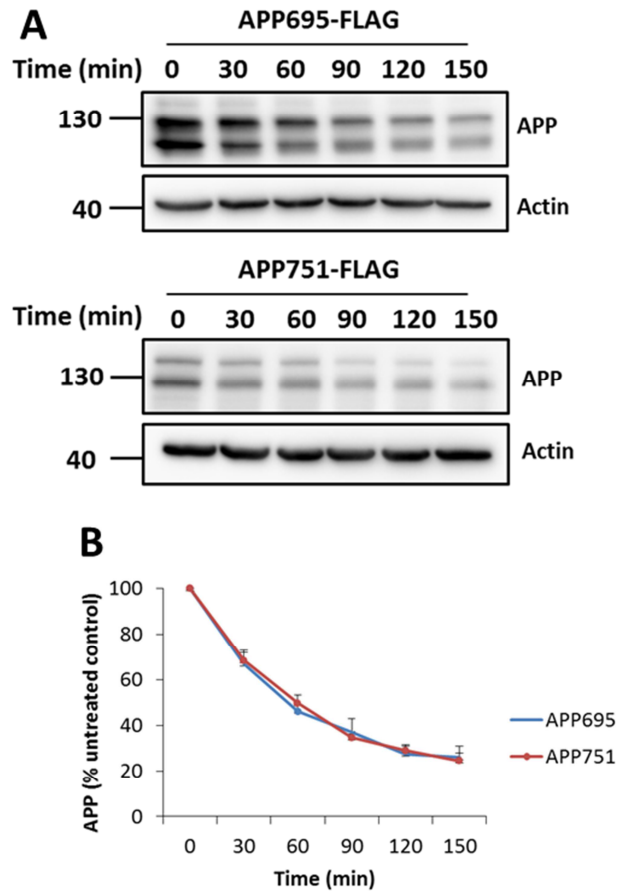 A
APP695-FLAG
Time (min) 0 30 60 90 120 150
130 APP
40 Actin
APP751-FLAG
Time (min) 0 30 60 90 120 150
130 APP
40 Actin
B
APP (% untreated control)
100
80
60
40
20
0
0 30 60 90 120 150
Time (min)
APP695
APP751